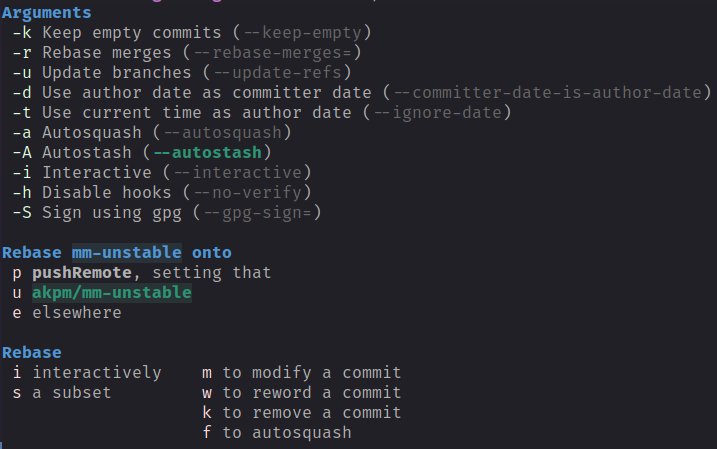 Arguments
-k Keep empty commits (--keep-empty)
-r Rebase merges (--rebase-merges=)
-u Update branches (--update-refs)
-d Use author date as committer date (--committer-date-is-author-date)
-t Use current time as author date (--ignore-date)
-a Autosquash (--autosquash)
-A Autostash (--autostash)
-i Interactive (--interactive)
-h Disable hooks (--no-verify)
-S Sign using gpg (--gpg-sign=)
Rebase mm-unstable onto
p pushRemote, setting that
u akpm/mm-unstable
e elsewhere
Rebase
i interactively m to modify a commit
s a subset w to reword a commit
k to remove a commit
f to autosquash